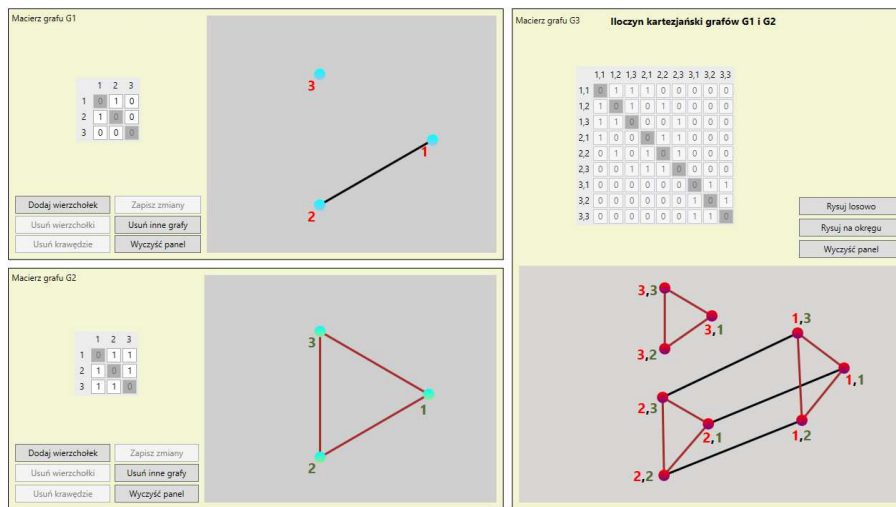 Macierz grafu G1
1 2 3
1 0 1 0
2 1 0 0
3 0 0 0
Dodaj wierzchołek Zapisz zmiany
Usuń wierzchołki Usuń inne grafy
Usuń krawędzie Wyczyść panel
3
1
2
Macierz grafu G2
1 2 3
1 0 1 1
2 1 0 1
3 1 1 0
Dodaj wierzchołek Zapisz zmiany
Usuń wierzchołki Usuń inne grafy
Usuń krawędzie Wyczyść panel
3
1
2
Macierz grafu G3 Iloczyn kartezjański grafów G1 i G2
1,1 1,2 1,3 2,1 2,2 2,3 3,1 3,2 3,3
1,1 0 1 1 1 0 0 0 0 0
1,2 1 0 1 0 1 0 0 0 0
1,3 1 1 0 0 0 1 0 0 0
2,1 1 0 0 0 1 1 0 0 0
2,2 0 1 0 1 0 1 0 0 0
2,3 0 0 1 1 1 0 0 0 0
3,1 0 0 0 0 0 0 0 1 1
3,2 0 0 0 0 0 0 1 0 1
3,3 0 0 0 0 0 0 1 1 0
Rysuj losowo
Rysuj na okręgu
Wyczyść panel
3,3
3,1
1,3
3,2
1,1
2,3
2,1
1,2
2,2